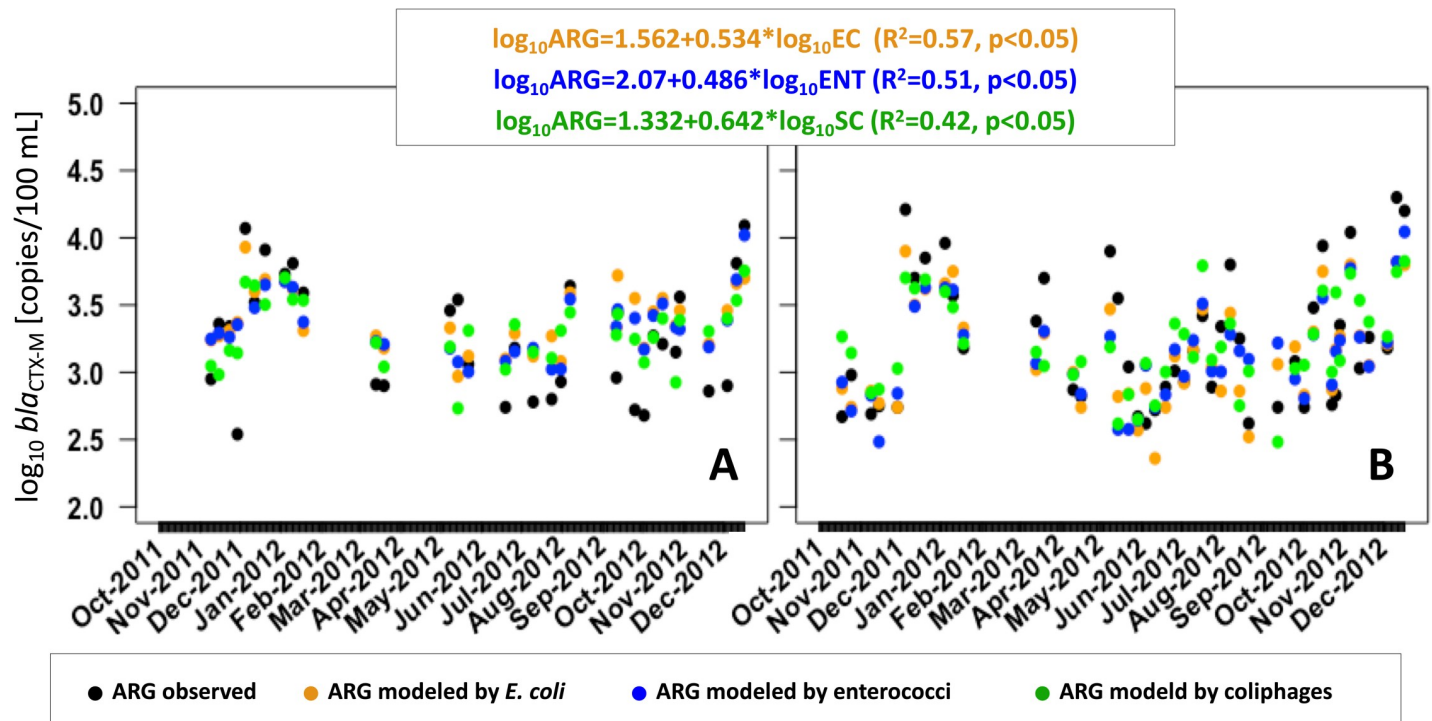 log₁₀ARG=1.562+0.534*log₁₀EC (R²=0.57, p<0.05)
log₁₀ARG=2.07+0.486*log₁₀ENT (R²=0.51, p<0.05)
log₁₀ARG=1.332+0.642*log₁₀SC (R²=0.42, p<0.05)
log₁₀ blaCTX-M [copies/100 mL]
5.0
4.5
4.0
3.5
3.0
2.5
2.0
A
B
Oct-2011
Nov-2011
Dec-2011
Jan-2012
Feb-2012
Mar-2012
Apr-2012
May-2012
Jun-2012
Jul-2012
Aug-2012
Sep-2012
Oct-2012
Nov-2012
Dec-2012
Oct-2011
Nov-2011
Dec-2011
Jan-2012
Feb-2012
Mar-2012
Apr-2012
May-2012
Jun-2012
Jul-2012
Aug-2012
Sep-2012
Oct-2012
Nov-2012
Dec-2012
ARG observed
ARG modeled by E. coli
ARG modeled by enterococci
ARG modeld by coliphages